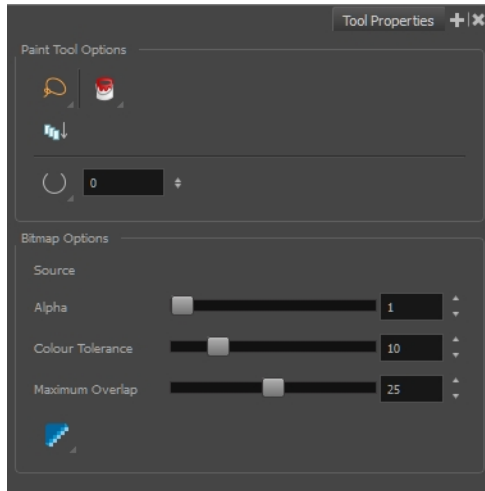 Tool Properties
Paint Tool Options
0
Bitmap Options
Source
Alpha 1
Colour Tolerance 10
Maximum Overlap 25